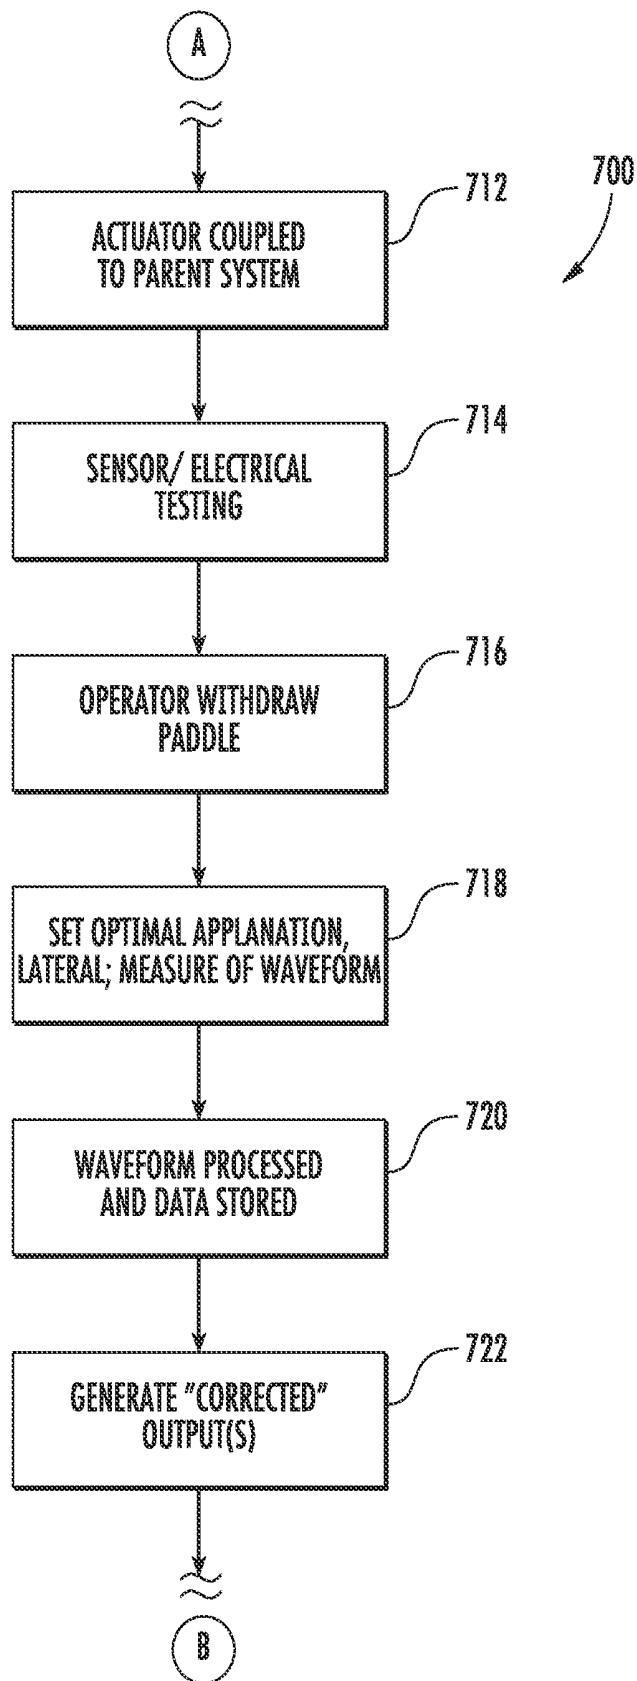 A
700
712
ACTUATOR COUPLED
TO PARENT SYSTEM
714
SENSOR/ ELECTRICAL
TESTING
716
OPERATOR WITHDRAW
PADDLE
718
SET OPTIMAL APPLANATION,
LATERAL; MEASURE OF WAVEFORM
720
WAVEFORM PROCESSED
AND DATA STORED
722
GENERATE "CORRECTED"
OUTPUT(S)
B